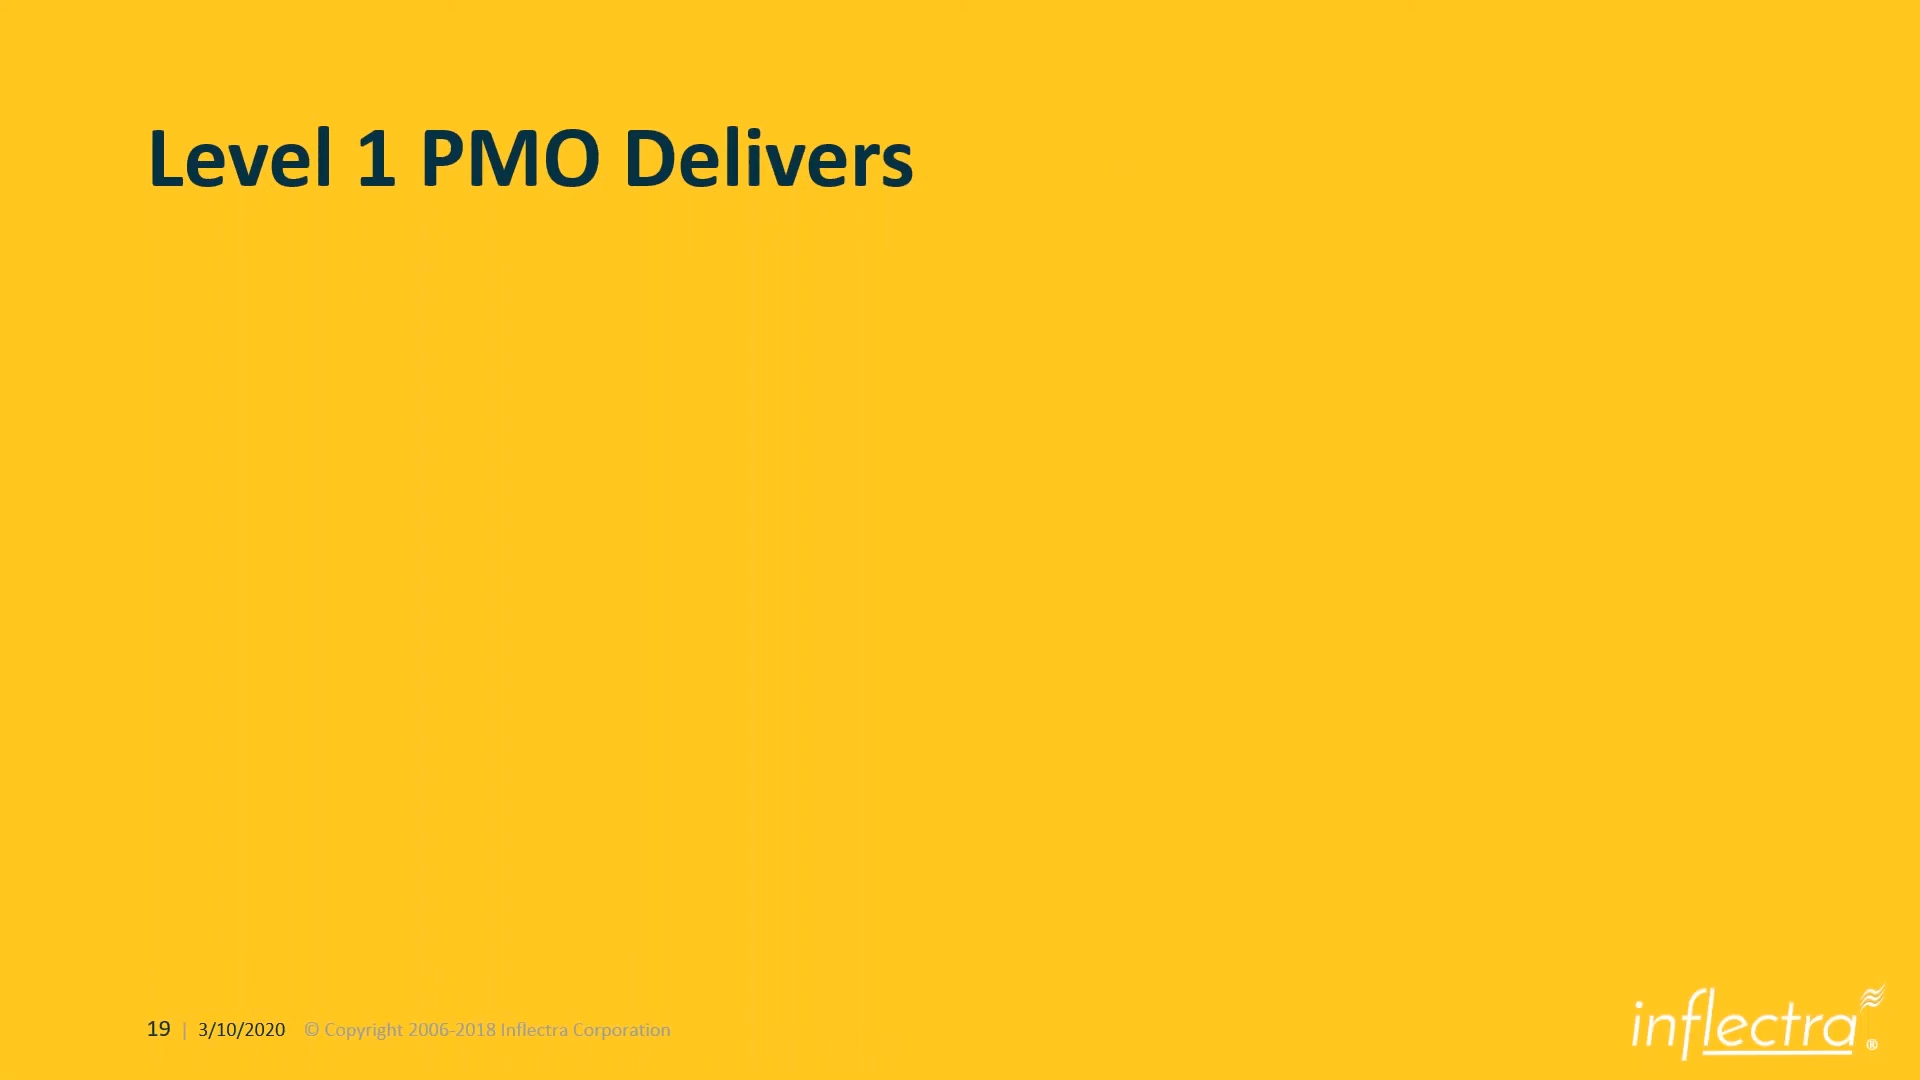 Level 1 PMO Delivers
19 | 3/10/2020 © Copyright 2006-2018 Inflectra Corporation
inflectra®